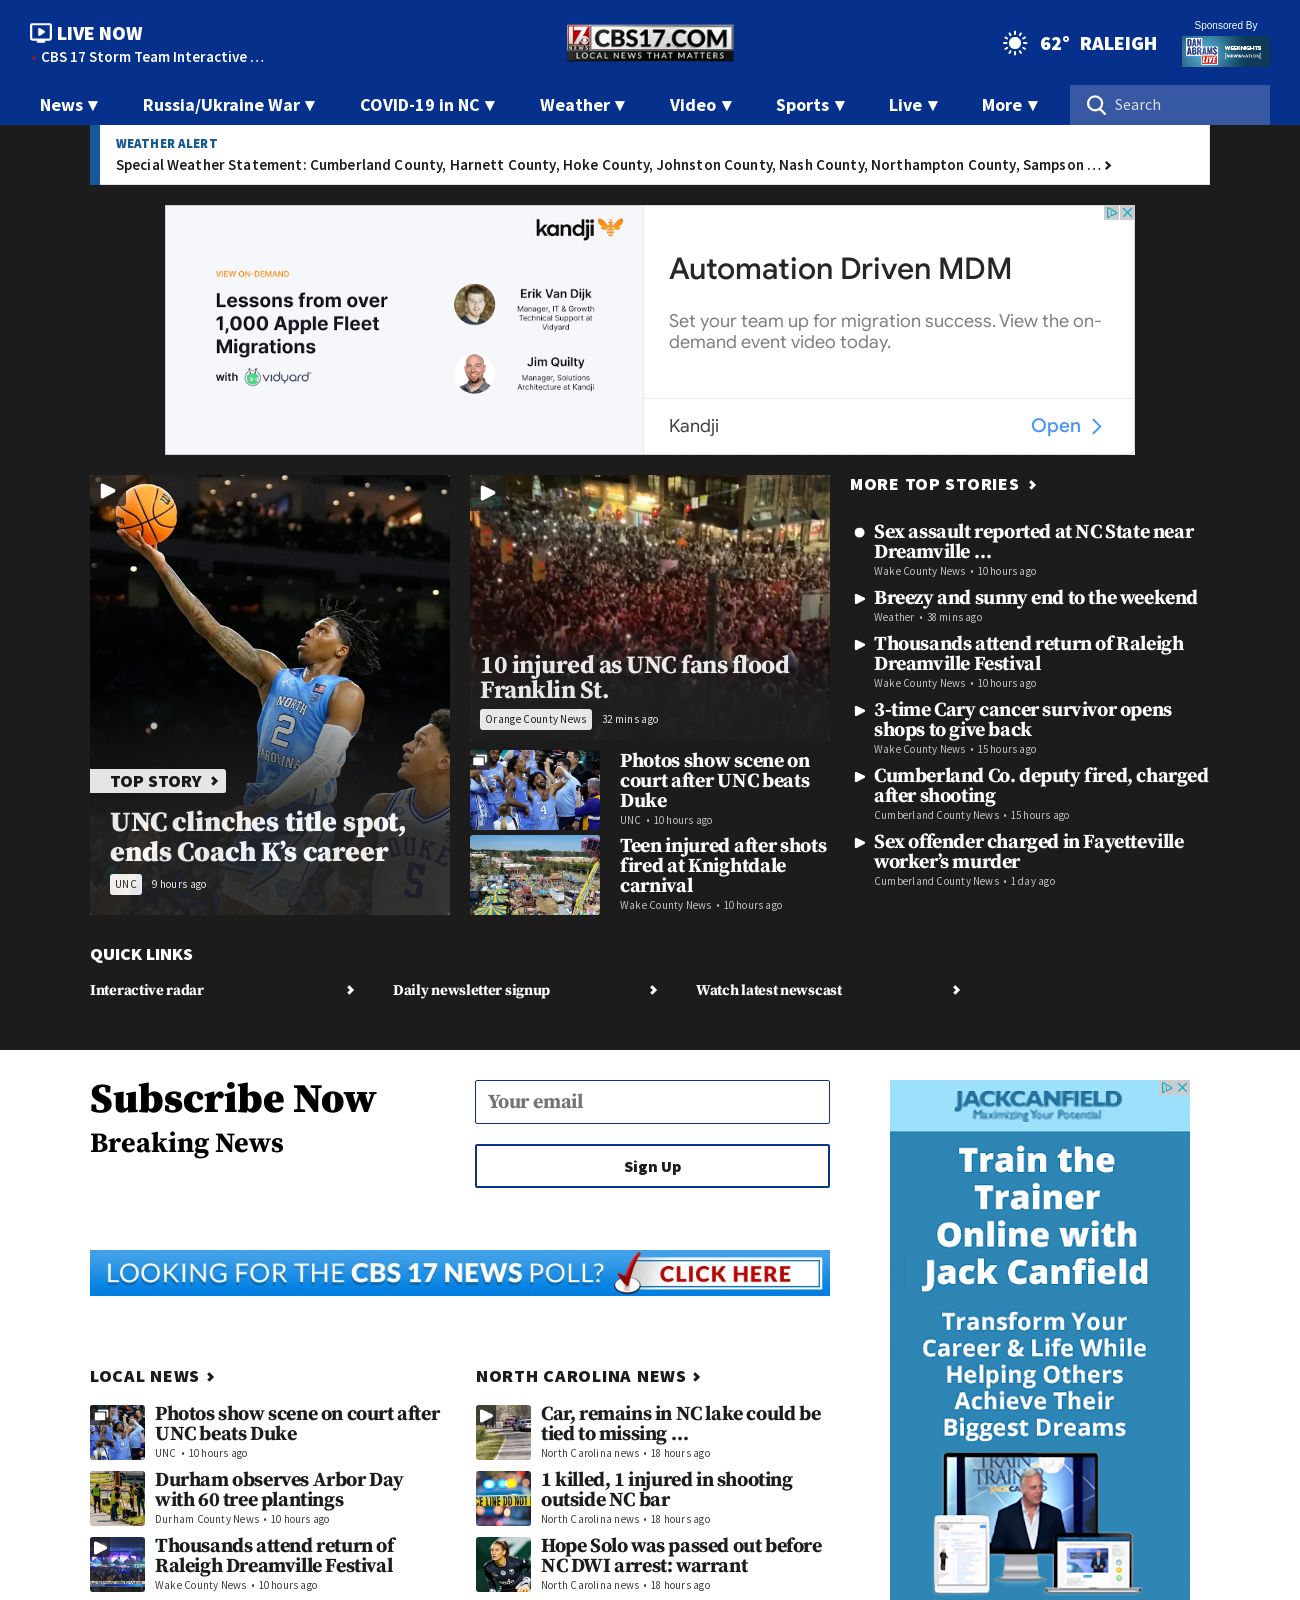 LIVE NOW
CBS 17 Storm Team Interactive …
17 CBS17.COM
NEWS LOCAL NEWS THAT MATTERS
62° RALEIGH
Sponsored By
DAN ABRAMS LIVE
WEEKNIGHTS
[NEWSNATION]
News ▼ Russia/Ukraine War ▼ COVID-19 in NC ▼ Weather ▼ Video ▼ Sports ▼ Live ▼ More ▼ Search
WEATHER ALERT
Special Weather Statement: Cumberland County, Harnett County, Hoke County, Johnston County, Nash County, Northampton County, Sampson …
kandji
VIEW ON-DEMAND
Lessons from over
1,000 Apple Fleet
Migrations
with vidyard
Erik Van Dijk
Manager, IT & Growth
Technical Support at
Vidyard
Jim Quilty
Manager, Solutions
Architecture at Kandji
Automation Driven MDM
Set your team up for migration success. View the on-
demand event video today.
Kandji
Open
NORTH
2
CAROLINA
DUKE
5
TOP STORY
UNC clinches title spot,
ends Coach K’s career
UNC 9 hours ago
10 injured as UNC fans flood
Franklin St.
Orange County News 32 mins ago
Photos show scene on
court after UNC beats
Duke
UNC • 10 hours ago
Teen injured after shots
fired at Knightdale
carnival
Wake County News • 10 hours ago
MORE TOP STORIES
Sex assault reported at NC State near
Dreamville …
Wake County News • 10 hours ago
Breezy and sunny end to the weekend
Weather • 38 mins ago
Thousands attend return of Raleigh
Dreamville Festival
Wake County News • 10 hours ago
3-time Cary cancer survivor opens
shops to give back
Wake County News • 15 hours ago
Cumberland Co. deputy fired, charged
after shooting
Cumberland County News • 15 hours ago
Sex offender charged in Fayetteville
worker’s murder
Cumberland County News • 1 day ago
QUICK LINKS
Interactive radar
Daily newsletter signup
Watch latest newscast
Subscribe Now
Breaking News
Your email
Sign Up
LOOKING FOR THE CBS 17 NEWS POLL? CLICK HERE
LOCAL NEWS
Photos show scene on court after
UNC beats Duke
UNC • 10 hours ago
Durham observes Arbor Day
with 60 tree plantings
Durham County News • 10 hours ago
Thousands attend return of
Raleigh Dreamville Festival
Wake County News • 10 hours ago
NORTH CAROLINA NEWS
Car, remains in NC lake could be
tied to missing …
North Carolina news • 18 hours ago
1 killed, 1 injured in shooting
outside NC bar
North Carolina news • 18 hours ago
Hope Solo was passed out before
NC DWI arrest: warrant
North Carolina news • 18 hours ago
JACKCANFIELD
Maximizing Your Potential
Train the
Trainer
Online with
Jack Canfield
Transform Your
Career & Life While
Helping Others
Achieve Their
Biggest Dreams